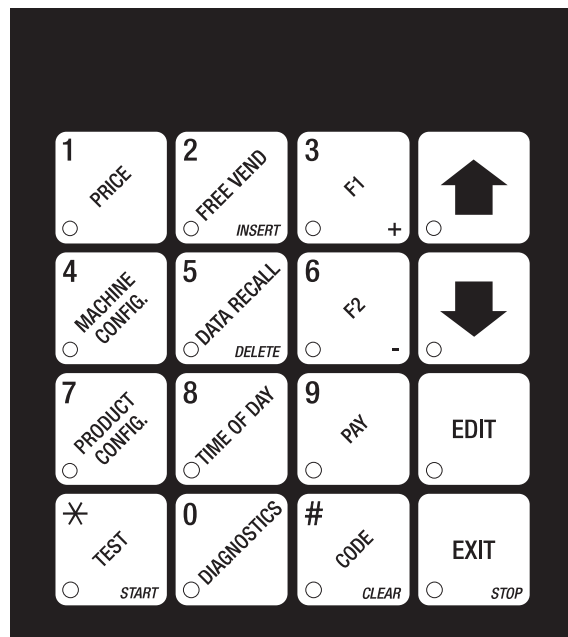 1
PRICE
2
FREE VEND
INSERT
3
F1
+
4
MACHINE
CONFIG.
5
DATA RECALL
DELETE
6
F2
-
7
PRODUCT
CONFIG.
8
TIME OF DAY
9
PAY
EDIT
*
TEST
START
0
DIAGNOSTICS
#
CODE
CLEAR
EXIT
STOP